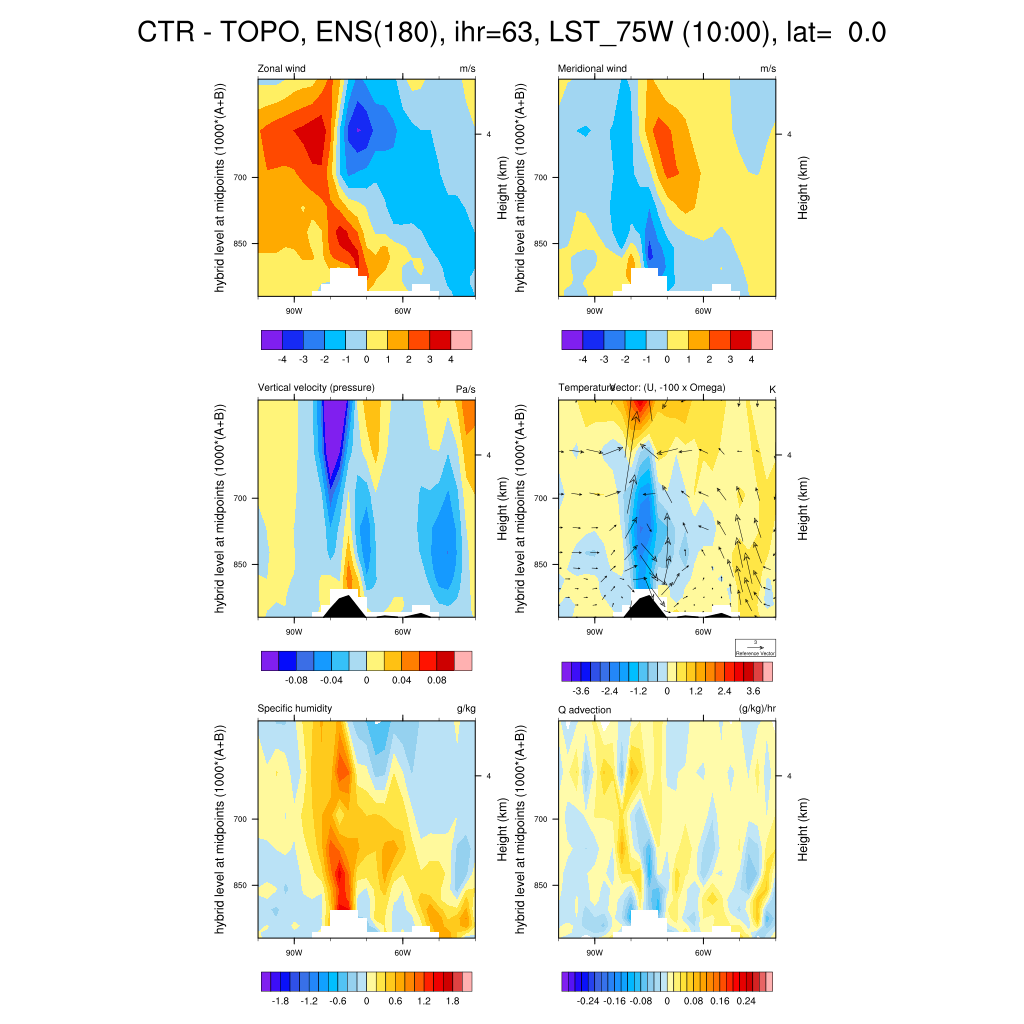 CTR - TOPO, ENS(180), ihr=63, LST_75W (10:00), lat=  0.0
Zonal wind m/s
hybrid level at midpoints (1000*(A+B))
700
850
4
Height (km)
90W 60W
-4 -3 -2 -1 0 1 2 3 4
Meridional wind m/s
hybrid level at midpoints (1000*(A+B))
700
850
4
Height (km)
90W 60W
-4 -3 -2 -1 0 1 2 3 4
Vertical velocity (pressure) Pa/s
hybrid level at midpoints (1000*(A+B))
700
850
4
Height (km)
90W 60W
-0.08 -0.04 0 0.04 0.08
Temperature Vector: (U, -100 x Omega) K
hybrid level at midpoints (1000*(A+B))
700
850
4
Height (km)
90W 60W
3
Reference Vector
-3.6 -2.4 -1.2 0 1.2 2.4 3.6
Specific humidity g/kg
hybrid level at midpoints (1000*(A+B))
700
850
4
Height (km)
90W 60W
-1.8 -1.2 -0.6 0 0.6 1.2 1.8
Q advection (g/kg)/hr
hybrid level at midpoints (1000*(A+B))
700
850
4
Height (km)
90W 60W
-0.24 -0.16 -0.08 0 0.08 0.16 0.24